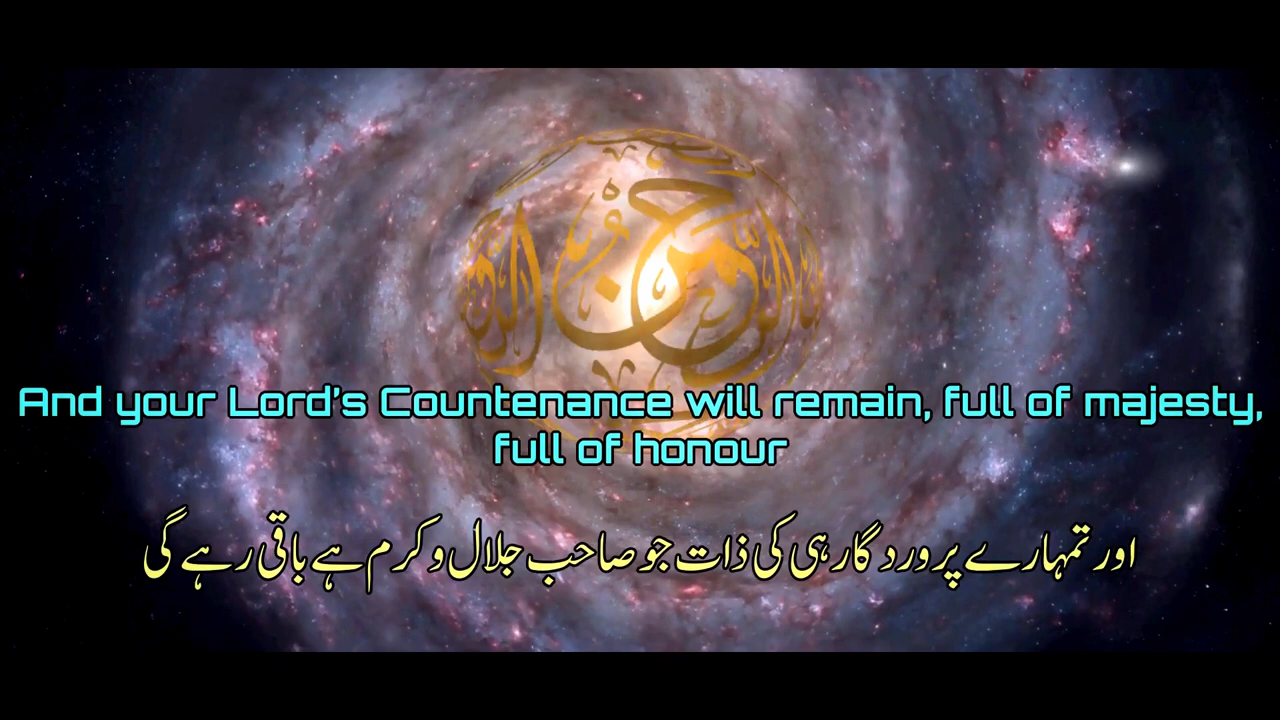 الرَّحْمٰنُ
And your Lord's Countenance will remain, full of majesty,
full of honour
اور تمہارے پروردگار ہی کی ذات جو صاحب جلال و کرم ہے باقی رہے گی